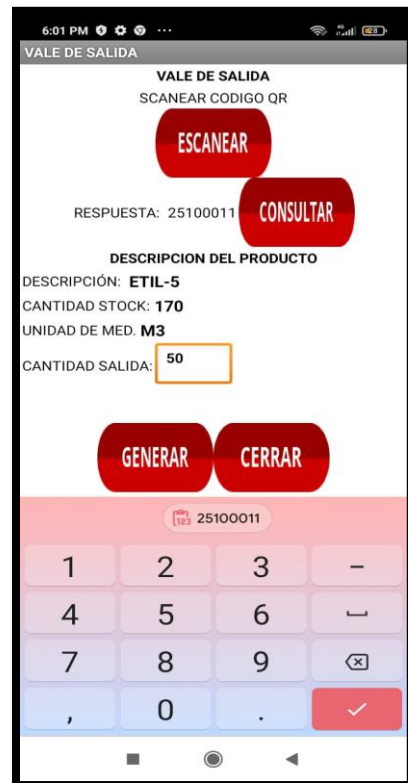 6:01 PM ...
VALE DE SALIDA
VALE DE SALIDA
SCANEAR CODIGO QR
ESCANEAR
RESPUESTA: 25100011 CONSULTAR
DESCRIPCION DEL PRODUCTO
DESCRIPCIÓN: ETIL-5
CANTIDAD STOCK: 170
UNIDAD DE MED. M3
CANTIDAD SALIDA: 50
GENERAR CERRAR
123 25100011
1 2 3 −
4 5 6
7 8 9
, 0 .